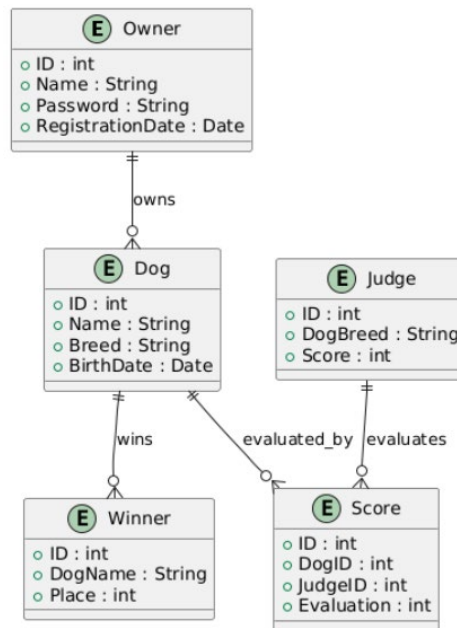 E Owner
ID : int
Name : String
Password : String
RegistrationDate : Date
owns
E Dog
ID : int
Name : String
Breed : String
BirthDate : Date
E Judge
ID : int
DogBreed : String
Score : int
wins
evaluated_by
evaluates
E Winner
ID : int
DogName : String
Place : int
E Score
ID : int
DogID : int
JudgeID : int
Evaluation : int